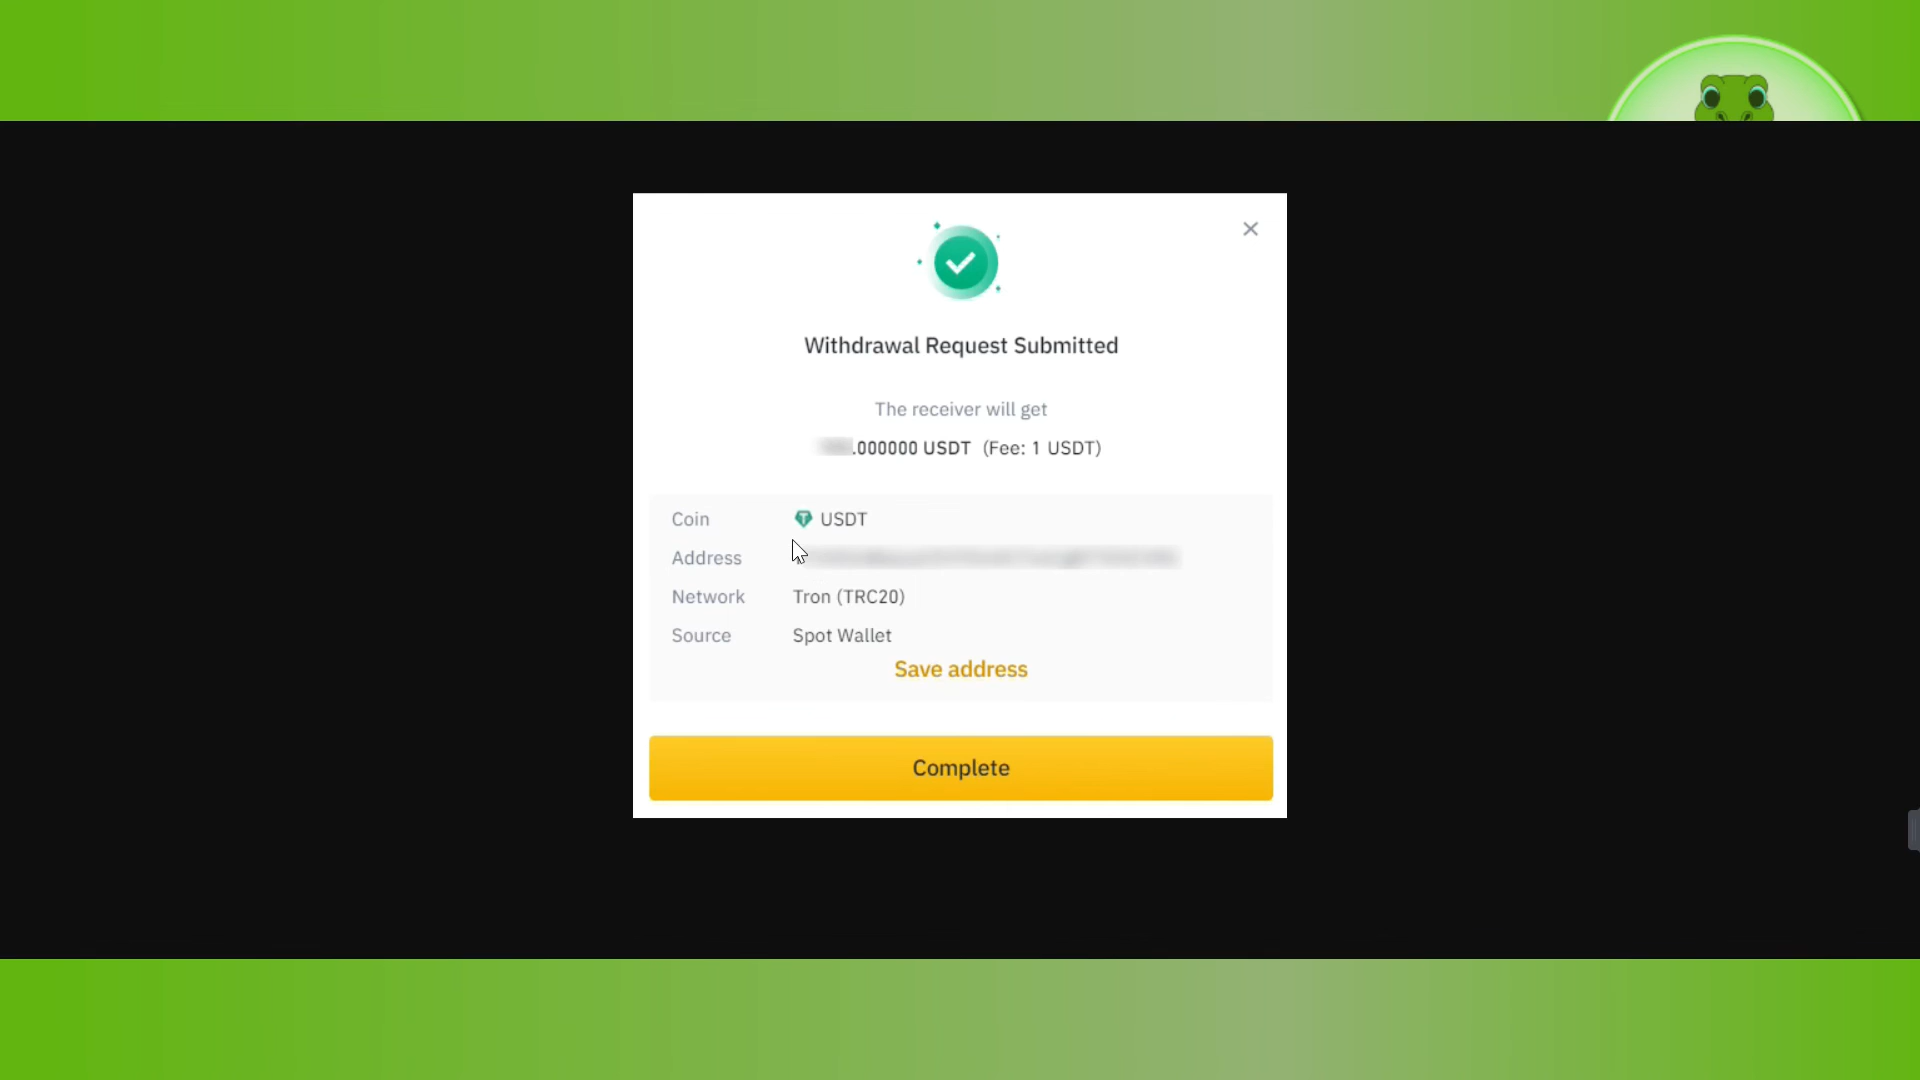 Withdrawal Request Submitted
The receiver will get
.000000 USDT (Fee: 1 USDT)
Coin USDT
Address
Network Tron (TRC20)
Source Spot Wallet
Save address
Complete